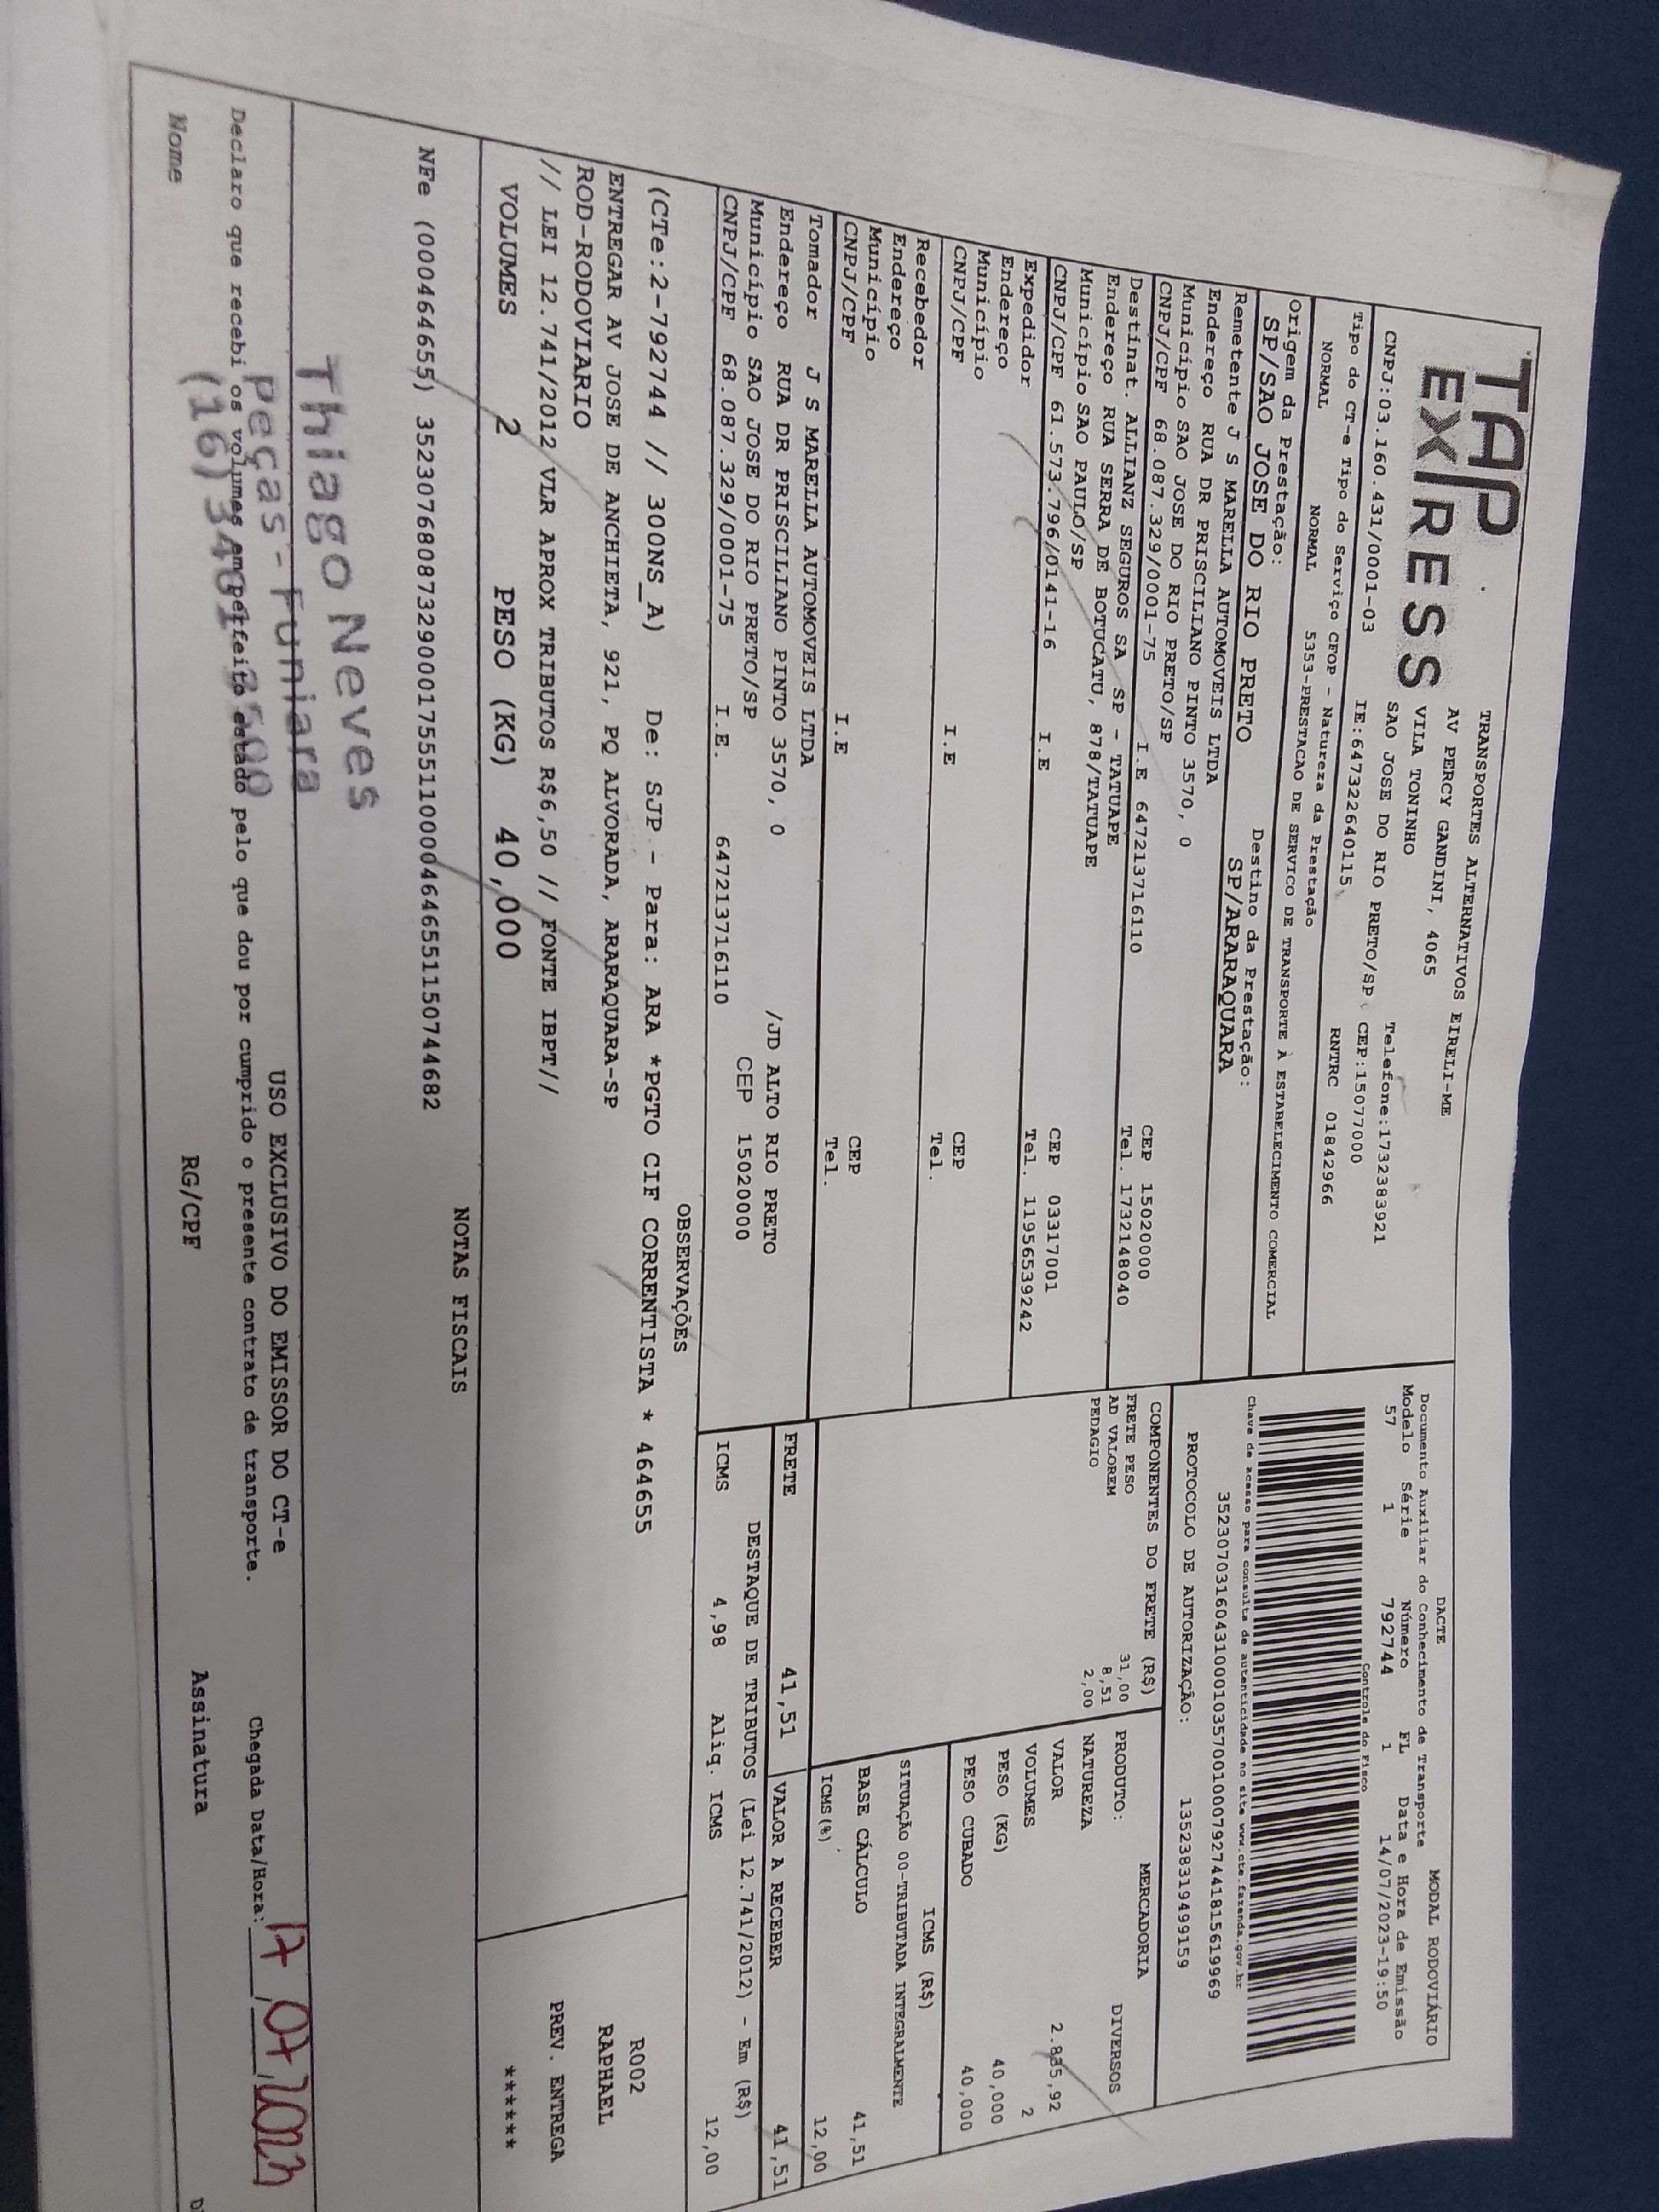 TAP
EXPRESS
TRANSPORTES ALTERNATIVOS EIRELI-ME
AV PERCY GANDINI, 4065
VILA TONINHO
SAO JOSE DO RIO PRETO/SP CEP:15077000
CNPJ:03.160.431/0001-03 IE:647322640115 Telefone:1732383921
RNTRC 01842966
Tipo do CT-e Tipo do Serviço CFOP - Natureza da Prestação
NORMAL NORMAL 5353-PRESTACAO DE SERVICO DE TRANSPORTE À ESTABELECIMENTO COMERCIAL
Origem da Prestação: Destino da Prestação:
SP/SAO JOSE DO RIO PRETO SP/ARARAQUARA
DACTE MODAL RODOVIÁRIO
Documento Auxiliar do Conhecimento de Transporte
Modelo Série Número FL Data e Hora de Emissão
57 1 792744 1 14/07/2023-19:50
Controle do Fisco
Chave de acesso para consulta de autenticidade no site www.cte.fazenda.gov.br
35230703160431000103570010007927441815619969
PROTOCOLO DE AUTORIZAÇÃO: 135238319499159
Remetente J S MARELLA AUTOMOVEIS LTDA
Endereço RUA DR PRISCILIANO PINTO 3570, 0
Município SAO JOSE DO RIO PRETO/SP CEP 15020000
CNPJ/CPF 68.087.329/0001-75 I.E 647213716110 Tel. 1732148040
Destinat. ALLIANZ SEGUROS SA SP - TATUAPE
Endereço RUA SERRA DE BOTUCATU, 878/TATUAPE
Município SAO PAULO/SP CEP 03317001
CNPJ/CPF 61.573.796/0141-16 I.E Tel. 11956539242
Expedidor
Endereço
Município CEP
CNPJ/CPF I.E Tel.
Recebedor
Endereço
Município CEP
CNPJ/CPF I.E Tel.
Tomador J S MARELLA AUTOMOVEIS LTDA
Endereço RUA DR PRISCILIANO PINTO 3570, 0 /JD ALTO RIO PRETO
Município SAO JOSE DO RIO PRETO/SP CEP 15020000
CNPJ/CPF 68.087.329/0001-75 I.E. 647213716110
COMPONENTES DO FRETE (R$)
FRETE PESO 31,00
AD VALOREM 8,51
PEDAGIO 2,00
MERCADORIA
PRODUTO: DIVERSOS
NATUREZA
VALOR 2.835,92
VOLUMES 2
PESO (KG) 40,000
PESO CUBADO 40,000
ICMS (R$)
SITUAÇÃO 00-TRIBUTADA INTEGRALMENTE
BASE CÁLCULO 41,51
ICMS(%) 12,00
FRETE 41,51 VALOR A RECEBER 41,51
DESTAQUE DE TRIBUTOS (Lei 12.741/2012) - Em (R$)
ICMS 4,98 Aliq. ICMS 12,00
OBSERVAÇÕES
(CTe:2-792744 // 300NS_A) De: SJP - Para: ARA *PGTO CIF CORRENTISTA * 464655
ENTREGAR AV JOSE DE ANCHIETA, 921, PQ ALVORADA, ARARAQUARA-SP
ROD-RODOVIARIO
// LEI 12.741/2012 VLR APROX TRIBUTOS R$6,50 // FONTE IBPT//
R002
RAPHAEL
PREV. ENTREGA
******
VOLUMES 2 PESO (KG) 40,000
NOTAS FISCAIS
NFe (000464655) 35230768087329000175551100004646551150744682
Thiago Neves
Peças - Funiara
(16)3401-3500
USO EXCLUSIVO DO EMISSOR DO CT-e
Declaro que recebi os volumes em perfeito estado pelo que dou por cumprido o presente contrato de transporte.
Chegada Data/Hora: 17/07/2023
Nome RG/CPF Assinatura